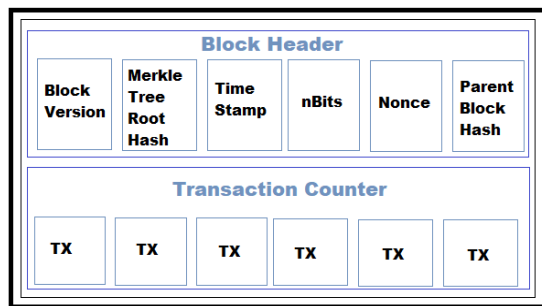 Block Header
Block
Version
Merkle
Tree
Root
Hash
Time
Stamp
nBits
Nonce
Parent
Block
Hash
Transaction Counter
TX
TX
TX
TX
TX
TX